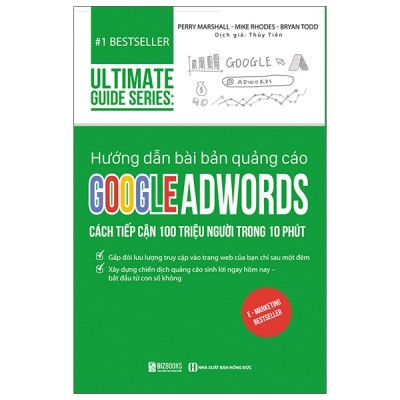 PERRY MARSHALL - MIKE RHODES - BRYAN TODD
Dịch giả: Thủy Tiên
#1 BESTSELLER
ULTIMATE
GUIDE SERIES:
GOOGLE
@ ADWORDS
40
Hướng dẫn bài bản quảng cáo
GOOGLE ADWORDS
CÁCH TIẾP CẬN 100 TRIỆU NGƯỜI TRONG 10 PHÚT
Gấp đôi lưu lượng truy cập vào trang web của bạn chỉ sau một đêm
Xây dựng chiến dịch quảng cáo sinh lời ngay hôm nay –
bắt đầu từ con số không
E - MARKETING
BESTSELLER
BIZBOOKS
NHÀ XUẤT BẢN HỒNG ĐỨC